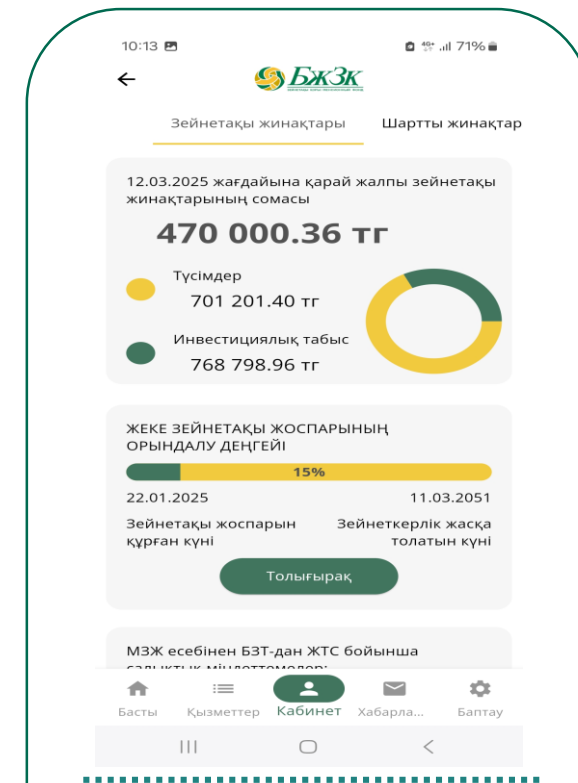 10:13
71%
БжЗҚ
Зейнетақы жинақтары Шартты жинақтар
12.03.2025 жағдайына қарай жалпы зейнетақы
жинақтарының сомасы
470 000.36 тг
Түсімдер
701 201.40 тг
Инвестициялық табыс
768 798.96 тг
ЖЕКЕ ЗЕЙНЕТАҚЫ ЖОСПАРЫНЫҢ
ОРЫНДАЛУ ДЕҢГЕЙІ
15%
22.01.2025 11.03.2051
Зейнетақы жоспарын Зейнеткерлік жасқа
құрған күні толатын күні
Толығырақ
МЗЖ есебінен БЗТ-дан ЖТС бойынша
Басты Қызметтер Кабинет Хабарла... Баптау